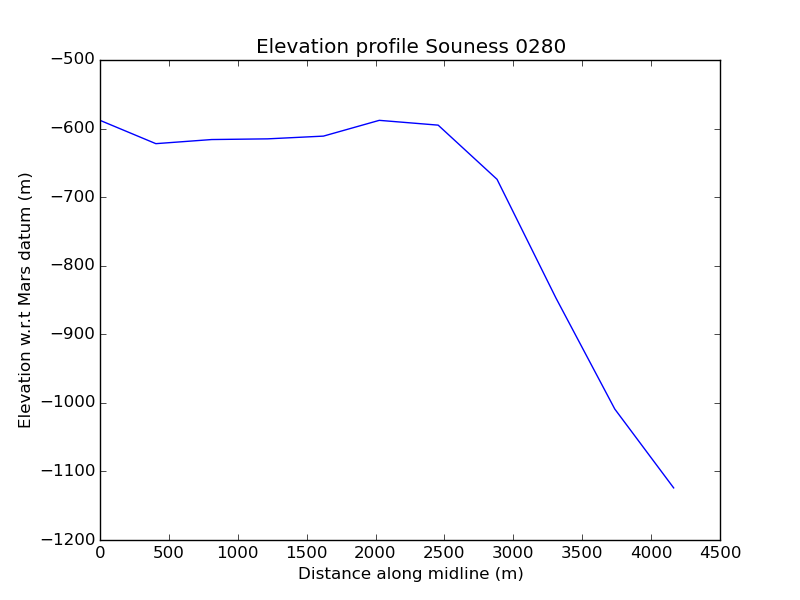 Elevation profile Souness 0280
Elevation w.r.t Mars datum (m)
−500
−600
−700
−800
−900
−1000
−1100
−1200
0 500 1000 1500 2000 2500 3000 3500 4000 4500
Distance along midline (m)